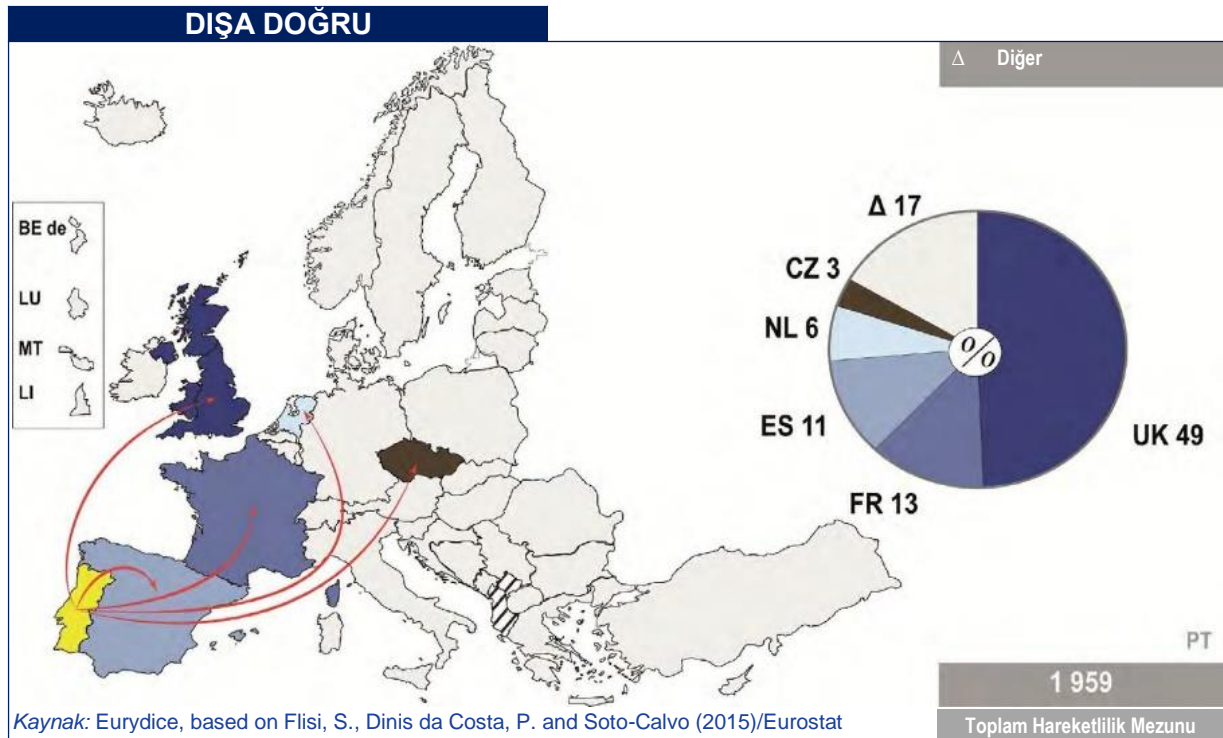 DIŞA DOĞRU
Δ Diğer
BE de
LU
MT
LI
Δ 17
CZ 3
NL 6
ES 11
FR 13
UK 49
%
PT
1 959
Toplam Hareketlilik Mezunu
Kaynak: Eurydice, based on Flisi, S., Dinis da Costa, P. and Soto-Calvo (2015)/Eurostat